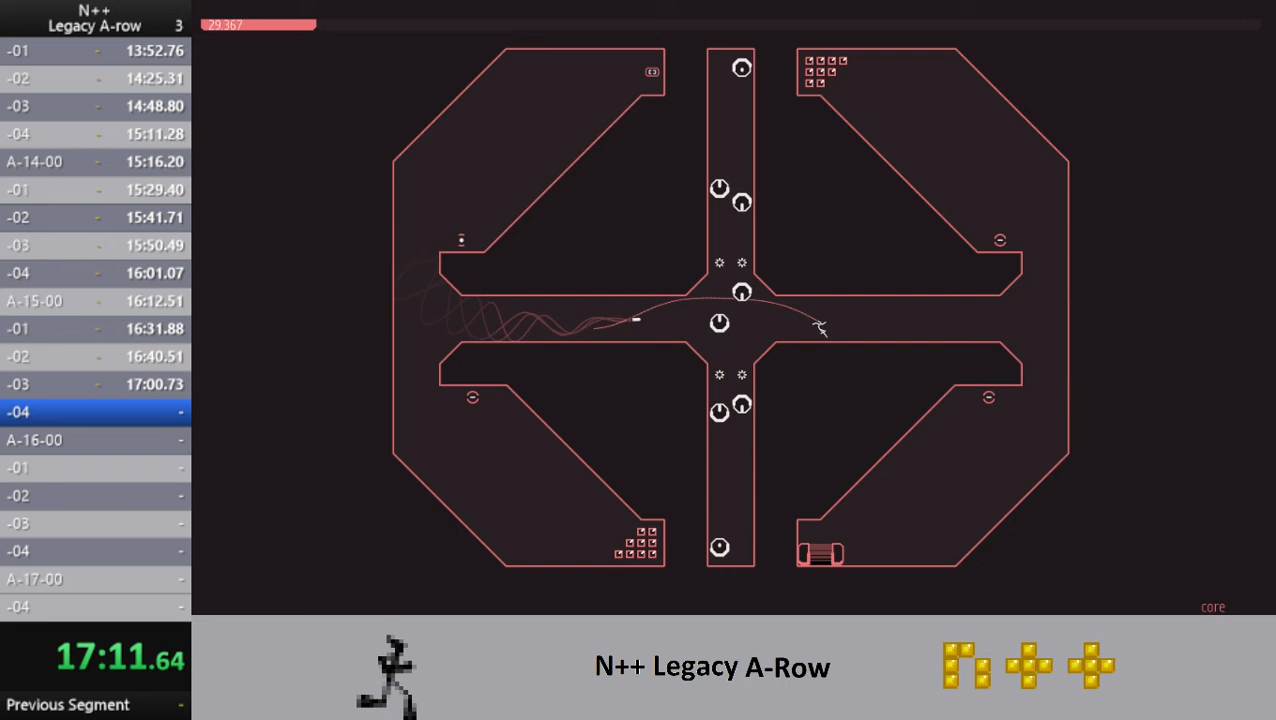 N++
Legacy A-row 3
-01 - 13:52.76
-02 - 14:25.31
-03 - 14:48.80
-04 - 15:11.28
A-14-00 - 15:16.20
-01 - 15:29.40
-02 - 15:41.71
-03 - 15:50.49
-04 - 16:01.07
A-15-00 - 16:12.51
-01 - 16:31.88
-02 - 16:40.51
-03 - 17:00.73
-04 -
A-16-00 -
-01 -
-02 -
-03 -
-04 -
A-17-00 -
-04 -
17:11.64
Previous Segment -
29.367
core
N++ Legacy A-Row
n++